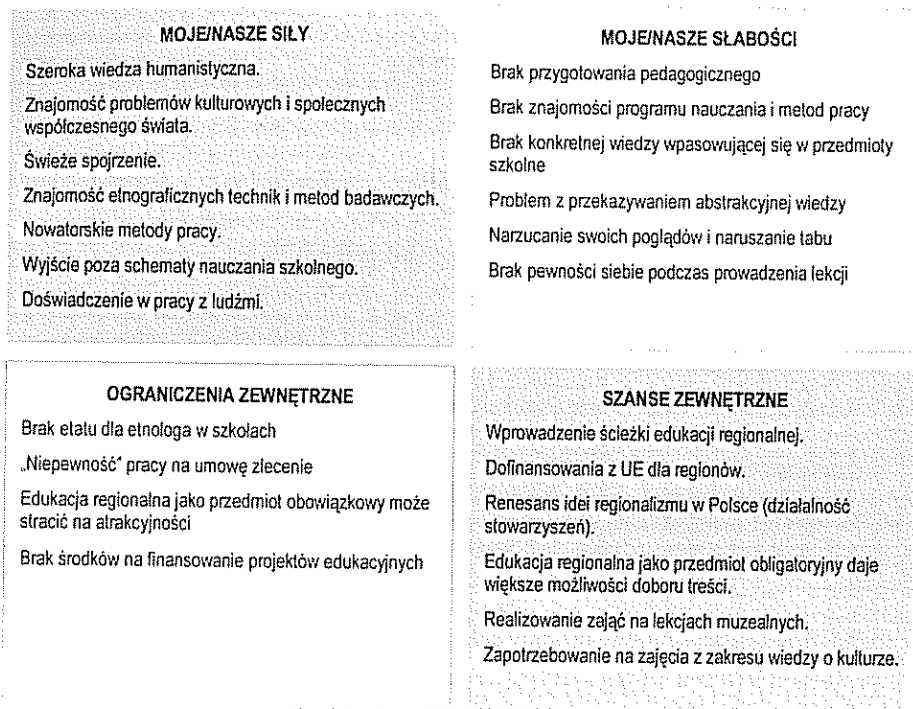 MOJE/NASZE SIŁY
Szeroka wiedza humanistyczna.
Znajomość problemów kulturowych i społecznych
współczesnego świata.
Świeże spojrzenie.
Znajomość etnograficznych technik i metod badawczych.
Nowatorskie metody pracy.
Wyjście poza schematy nauczania szkolnego.
Doświadczenie w pracy z ludźmi.
MOJE/NASZE SŁABOŚCI
Brak przygotowania pedagogicznego
Brak znajomości programu nauczania i metod pracy
Brak konkretnej wiedzy wpasowującej się w przedmioty
szkolne
Problem z przekazywaniem abstrakcyjnej wiedzy
Narzucanie swoich poglądów i naruszanie tabu
Brak pewności siebie podczas prowadzenia lekcji
OGRANICZENIA ZEWNĘTRZNE
Brak etatu dla etnologa w szkołach
„Niepewność" pracy na umowę zlecenie
Edukacja regionalna jako przedmiot obowiązkowy może
stracić na atrakcyjności
Brak środków na finansowanie projektów edukacyjnych
SZANSE ZEWNĘTRZNE
Wprowadzenie ścieżki edukacji regionalnej.
Dofinansowania z UE dla regionów.
Renesans idei regionalizmu w Polsce (działalność
stowarzyszeń).
Edukacja regionalna jako przedmiot obligatoryjny daje
większe możliwości doboru treści.
Realizowanie zajęć na lekcjach muzealnych.
Zapotrzebowanie na zajęcia z zakresu wiedzy o kulturze.